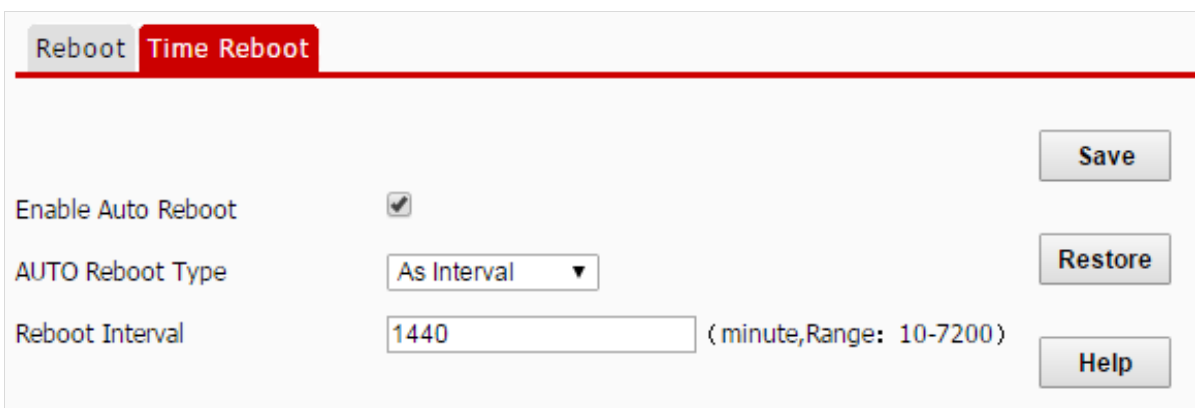 Reboot Time Reboot
Save
Enable Auto Reboot
AUTO Reboot Type As Interval
Restore
Reboot Interval 1440 (minute,Range: 10-7200)
Help